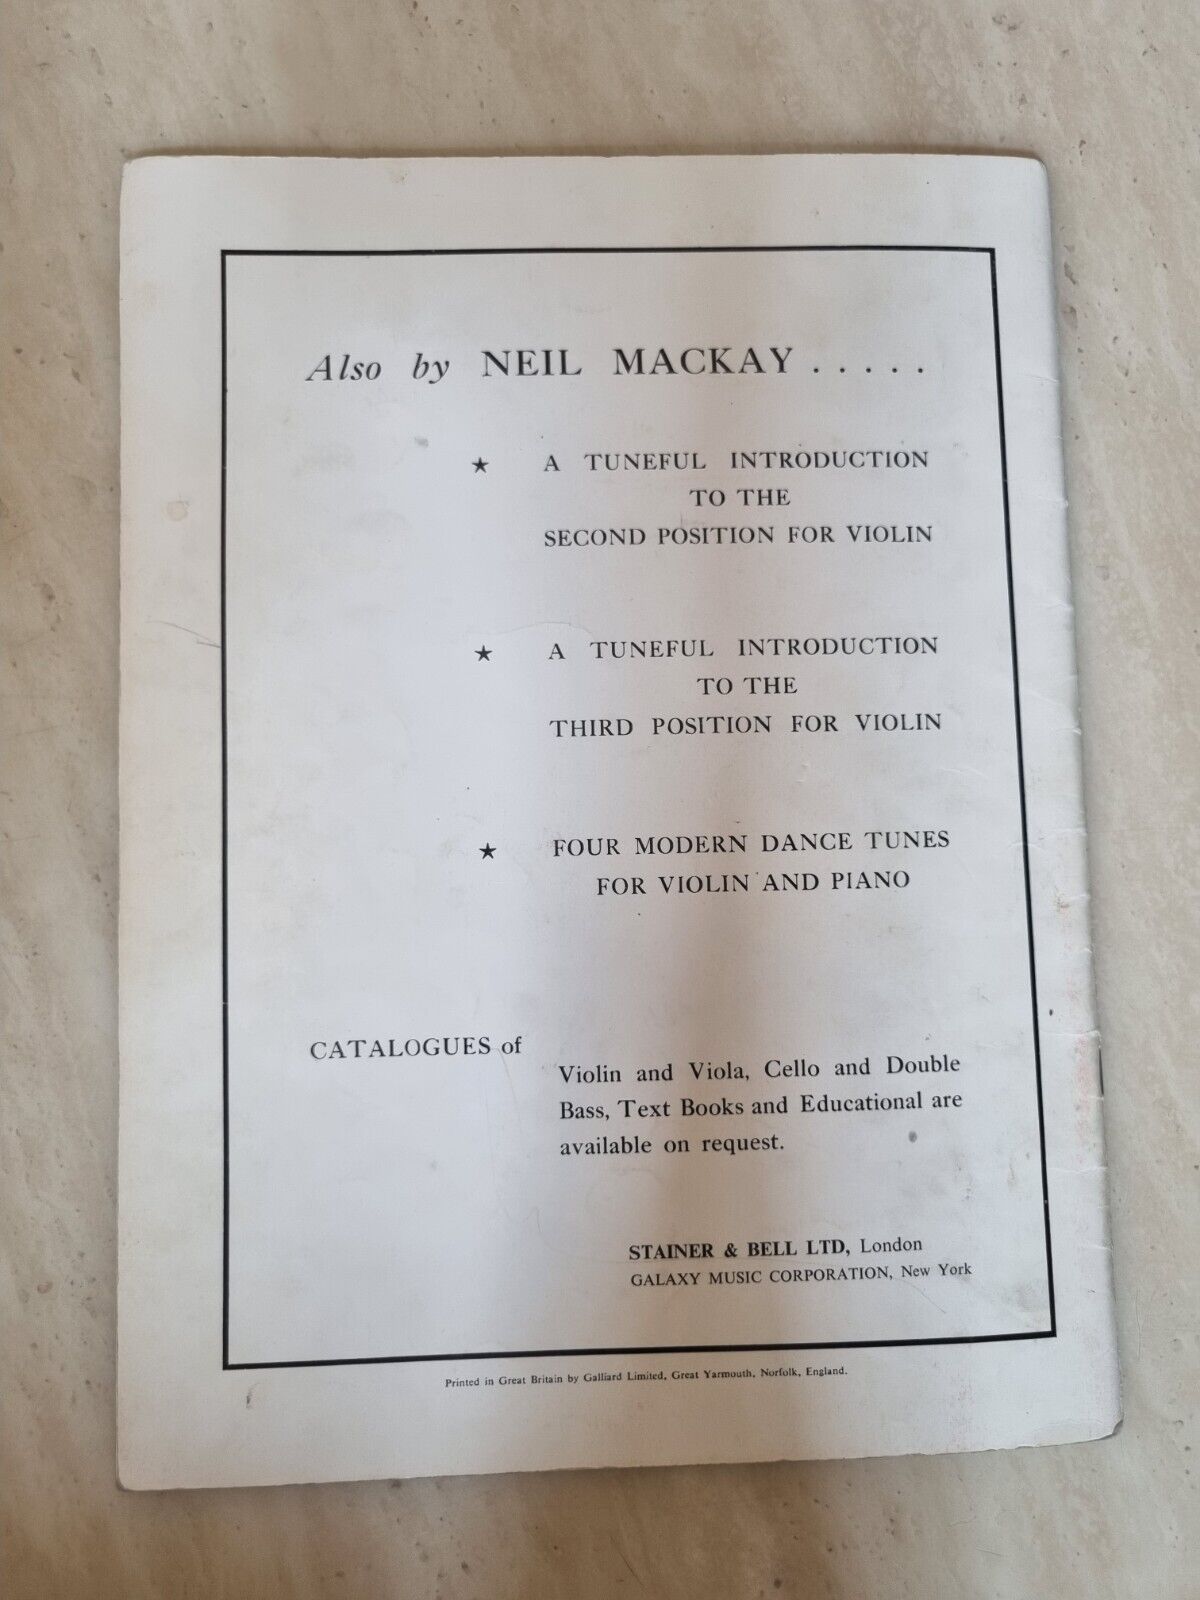 Also by NEIL MACKAY . . . . .
★ A TUNEFUL INTRODUCTION
TO THE
SECOND POSITION FOR VIOLIN
★ A TUNEFUL INTRODUCTION
TO THE
THIRD POSITION FOR VIOLIN
★ FOUR MODERN DANCE TUNES
FOR VIOLIN AND PIANO
CATALOGUES of
Violin and Viola, Cello and Double
Bass, Text Books and Educational are
available on request.
STAINER & BELL LTD, London
GALAXY MUSIC CORPORATION, New York
Printed in Great Britain by Galliard Limited, Great Yarmouth, Norfolk, England.